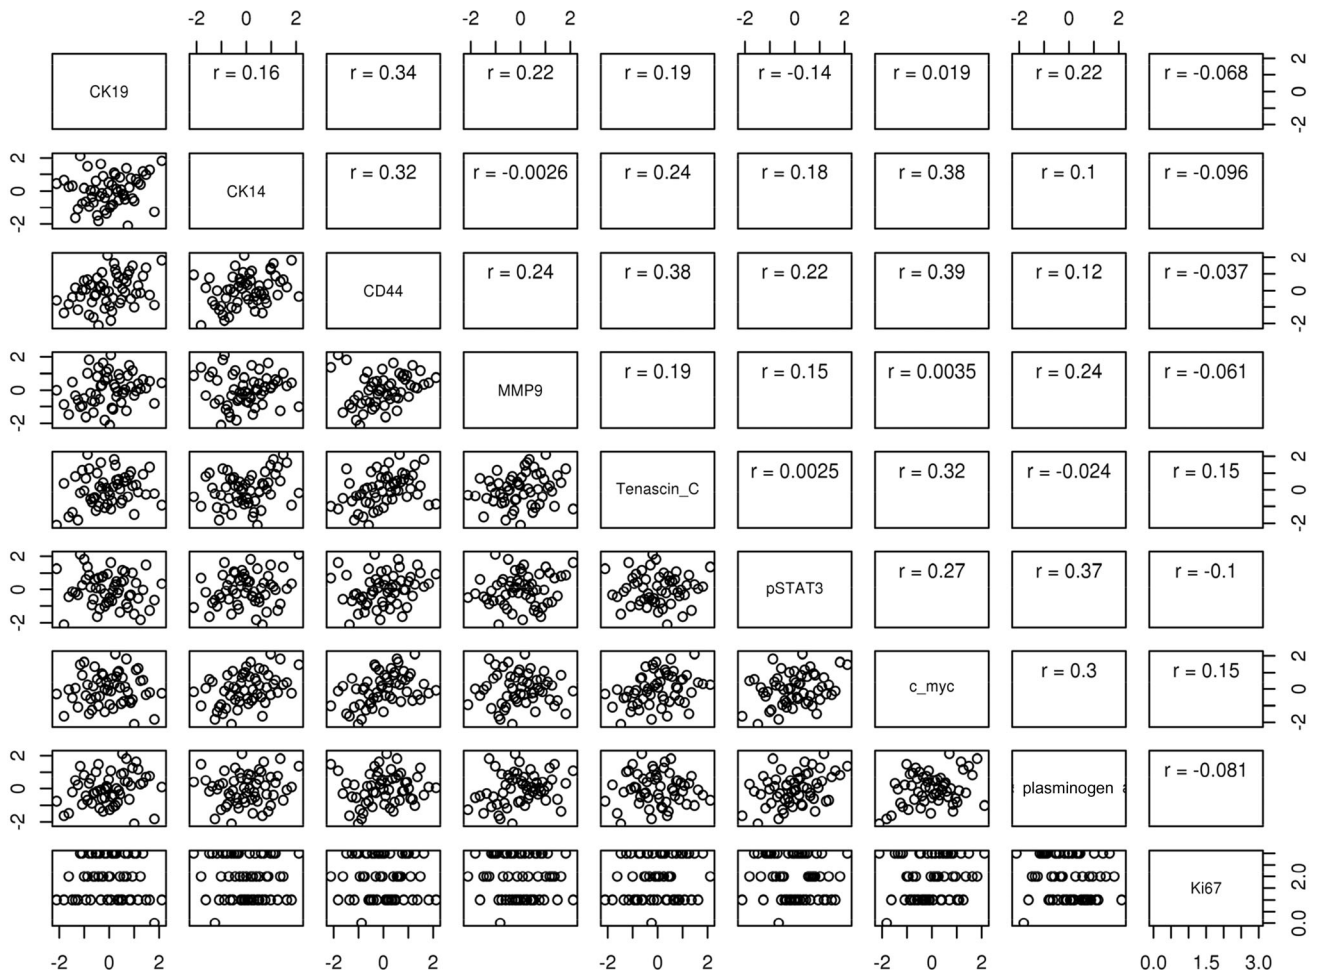 -2 0 2 -2 0 2 -2 0 2 -2 0 2
CK19 r = 0.16 r = 0.34 r = 0.22 r = 0.19 r = -0.14 r = 0.019 r = 0.22 r = -0.068 -2 0 2
-2 0 2 CK14 r = 0.32 r = -0.0026 r = 0.24 r = 0.18 r = 0.38 r = 0.1 r = -0.096
CD44 r = 0.24 r = 0.38 r = 0.22 r = 0.39 r = 0.12 r = -0.037 -2 0 2
-2 0 2 MMP9 r = 0.19 r = 0.15 r = 0.0035 r = 0.24 r = -0.061
Tenascin_C r = 0.0025 r = 0.32 r = -0.024 r = 0.15 -2 0 2
-2 0 2 pSTAT3 r = 0.27 r = 0.37 r = -0.1
c_myc r = 0.3 r = 0.15 -2 0 2
-2 0 2 plasminogen r = -0.081
Ki67 0.0 2.0
-2 0 2 -2 0 2 -2 0 2 -2 0 2 0.0 1.5 3.0